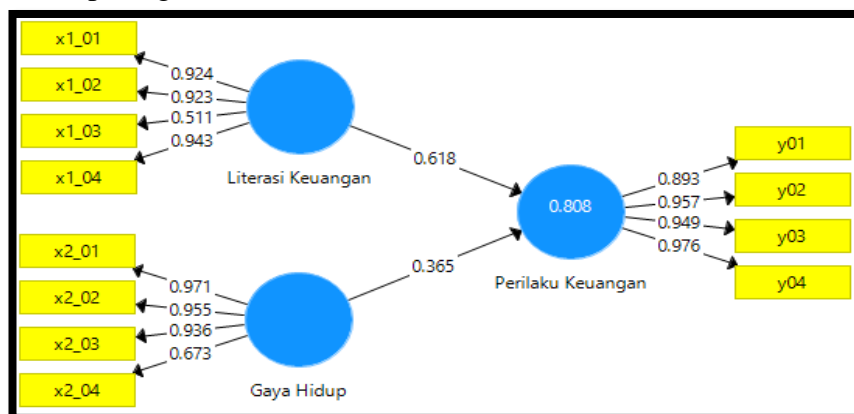 x1_01
x1_02
x1_03
x1_04
0.924
0.923
0.511
0.943
Literasi Keuangan
0.618
x2_01
x2_02
x2_03
x2_04
0.971
0.955
0.936
0.673
Gaya Hidup
0.365
0.808
Perilaku Keuangan
0.893
0.957
0.949
0.976
y01
y02
y03
y04